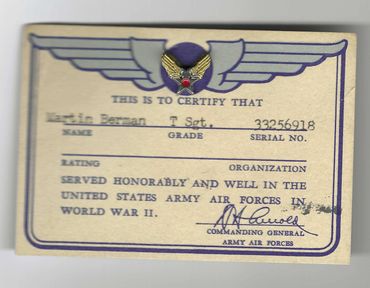 THIS IS TO CERTIFY THAT
Martin Berman T Sgt. 33256918
NAME GRADE SERIAL NO.
RATING ORGANIZATION
SERVED HONORABLY AND WELL IN THE
UNITED STATES ARMY AIR FORCES IN
WORLD WAR II.
H H Arnold
COMMANDING GENERAL
ARMY AIR FORCES